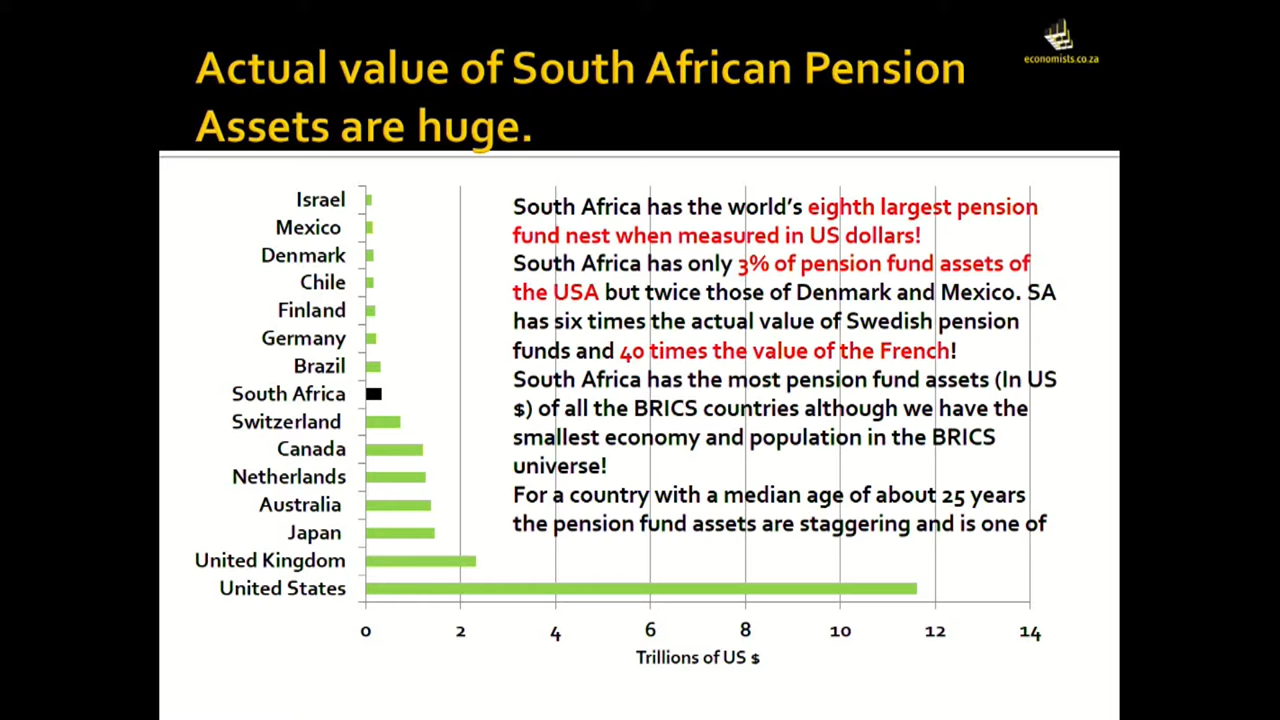 economists.co.za
Actual value of South African Pension
Assets are huge.
Israel
Mexico
Denmark
Chile
Finland
Germany
Brazil
South Africa
Switzerland
Canada
Netherlands
Australia
Japan
United Kingdom
United States
South Africa has the world’s eighth largest pension
fund nest when measured in US dollars!
South Africa has only 3% of pension fund assets of
the USA but twice those of Denmark and Mexico. SA
has six times the actual value of Swedish pension
funds and 40 times the value of the French!
South Africa has the most pension fund assets (In US
$) of all the BRICS countries although we have the
smallest economy and population in the BRICS
universe!
For a country with a median age of about 25 years
the pension fund assets are staggering and is one of
0 2 4 6 8 10 12 14
Trillions of US $